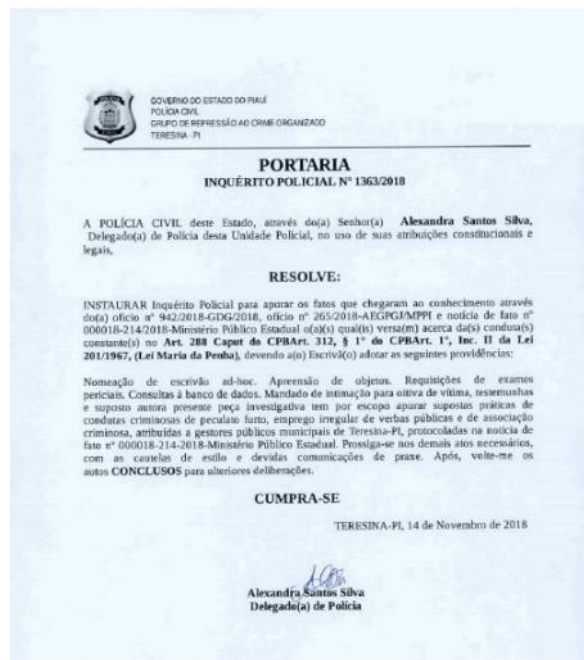 GOVERNO DO ESTADO DO PIAUÍ
POLÍCIA CIVIL
GRUPO DE REPRESSÃO AO CRIME ORGANIZADO
TERESINA - PI
PORTARIA
INQUÉRITO POLICIAL Nº 1363/2018
A POLÍCIA CIVIL deste Estado, através do(a) Senhor(a) Alexandra Santos Silva,
Delegado(a) de Polícia desta Unidade Policial, no uso de suas atribuições constitucionais e
legais,
RESOLVE:
INSTAURAR Inquérito Policial para apurar os fatos que chegaram ao conhecimento através
do(a) oficio nº 942/2018-GDG/2018, ofício nº 265/2018-AEGPGJ/MPPI e notícia de fato nº
000018-214/2018-Ministério Público Estadual o(a)(s) qual(is) versa(m) acerca da(s) conduta(s)
constante(s) no Art. 288 Caput do CPBArt. 312, § 1º do CPBArt. 1º, Inc. II da Lei
201/1967, (Lei Maria da Penha), devendo a(o) Escrivã(o) adotar as seguintes providências:
Nomeação de escrivão ad-hoc. Apreensão de objetos. Requisições de exames
periciais. Consultas à banco de dados. Mandado de intimação para oitiva de vítima, testemunhas
e suposto autora presente peça investigativa tem por escopo apurar supostas práticas de
condutas criminosas de peculato furto, emprego irregular de verbas públicas e de associação
criminosa, atribuídas a gestores públicos municipais de Teresina-PI, protocoladas na notícia de
fato nº 000018-214-2018-Ministério Público Estadual. Prossiga-se nos demais atos necessários,
com as cautelas de estilo e devidas comunicações de praxe. Após, volte-me os
autos CONCLUSOS para ulteriores deliberações.
CUMPRA-SE
TERESINA-PI, 14 de Novembro de 2018
Alexandra Santos Silva
Delegado(a) de Polícia